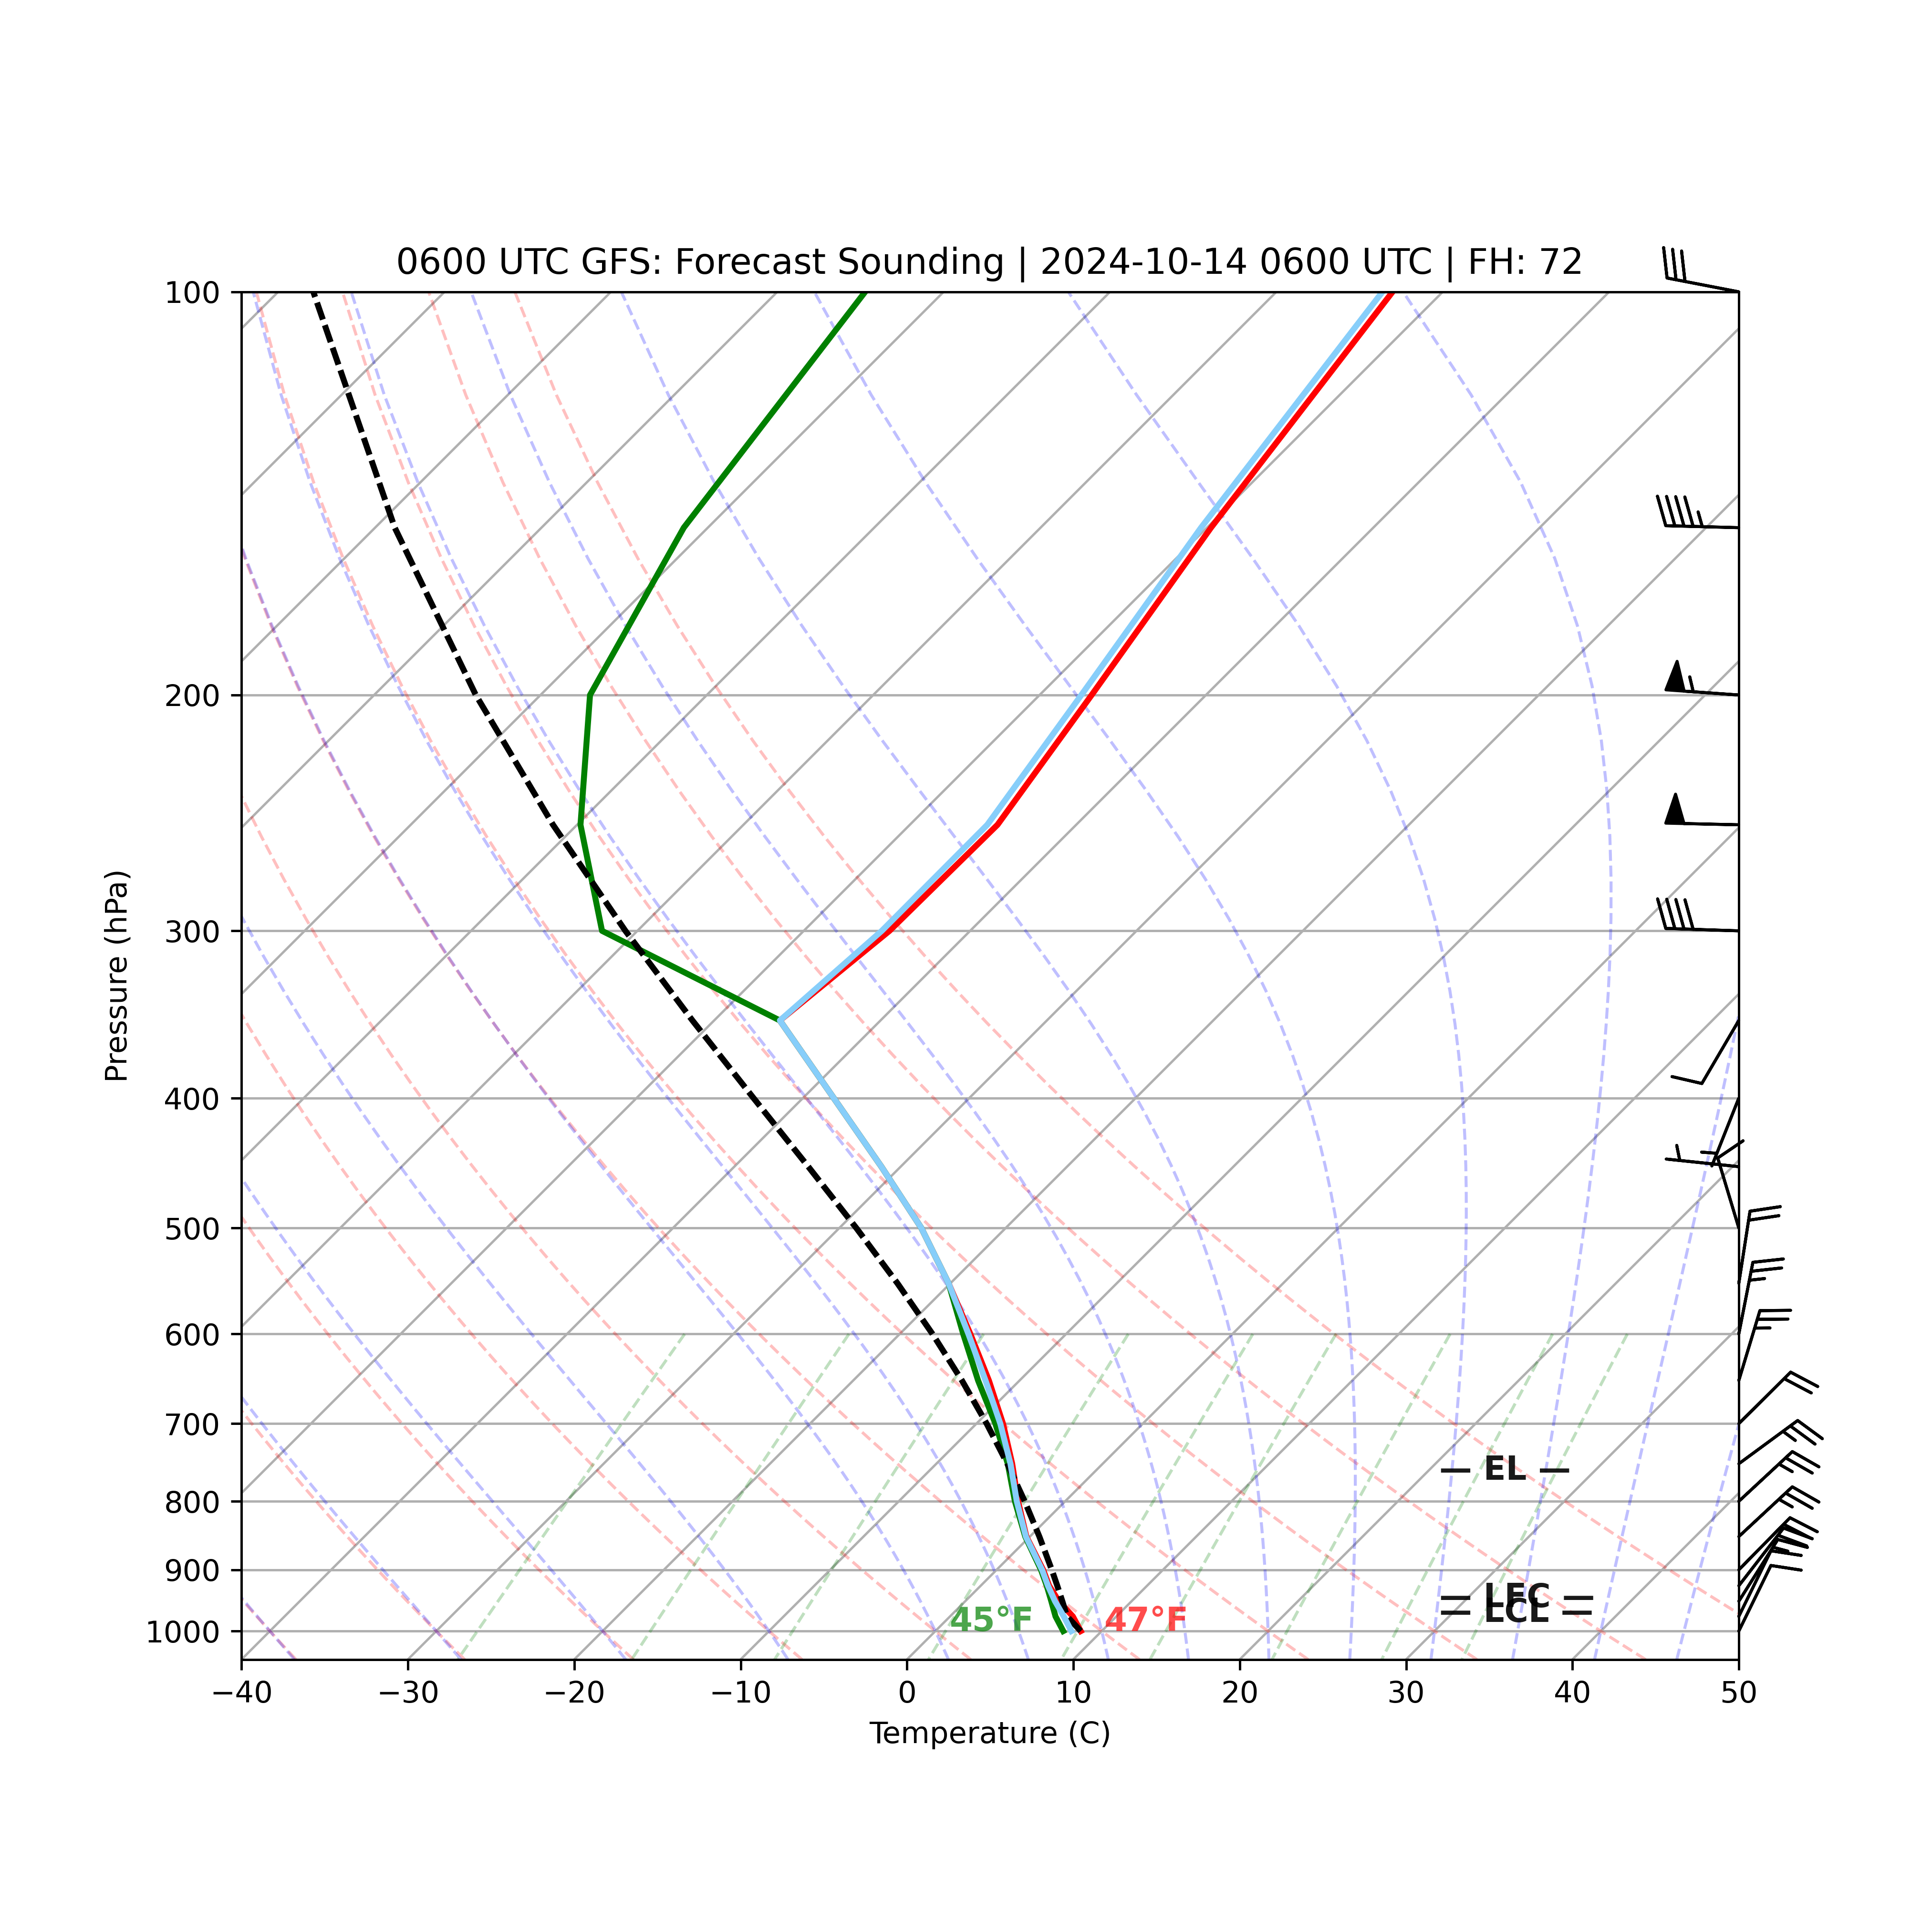 0600 UTC GFS: Forecast Sounding | 2024-10-14 0600 UTC | FH: 72
100
200
300
400
500
600
700
800
900
1000
Pressure (hPa)
— EL —
— LFC —
— LCL —
45°F
47°F
−40
−30
−20
−10
0
10
20
30
40
50
Temperature (C)